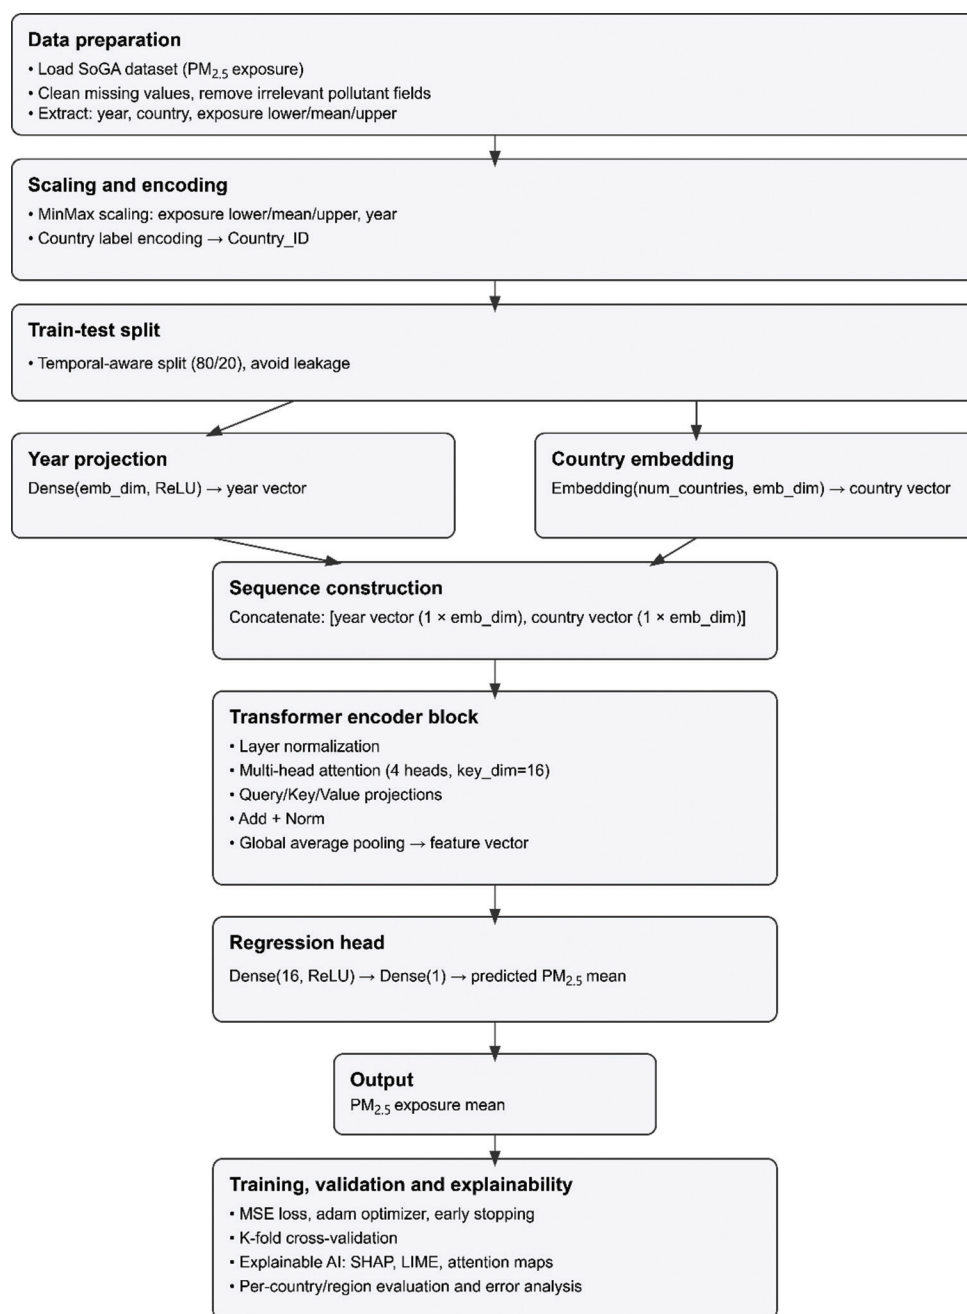 Data preparation
• Load SoGA dataset (PM2.5 exposure)
• Clean missing values, remove irrelevant pollutant fields
• Extract: year, country, exposure lower/mean/upper
Scaling and encoding
• MinMax scaling: exposure lower/mean/upper, year
• Country label encoding → Country_ID
Train-test split
• Temporal-aware split (80/20), avoid leakage
Year projection
Dense(emb_dim, ReLU) → year vector
Country embedding
Embedding(num_countries, emb_dim) → country vector
Sequence construction
Concatenate: [year vector (1 × emb_dim), country vector (1 × emb_dim)]
Transformer encoder block
• Layer normalization
• Multi-head attention (4 heads, key_dim=16)
• Query/Key/Value projections
• Add + Norm
• Global average pooling → feature vector
Regression head
Dense(16, ReLU) → Dense(1) → predicted PM2.5 mean
Output
PM2.5 exposure mean
Training, validation and explainability
• MSE loss, adam optimizer, early stopping
• K-fold cross-validation
• Explainable AI: SHAP, LIME, attention maps
• Per-country/region evaluation and error analysis